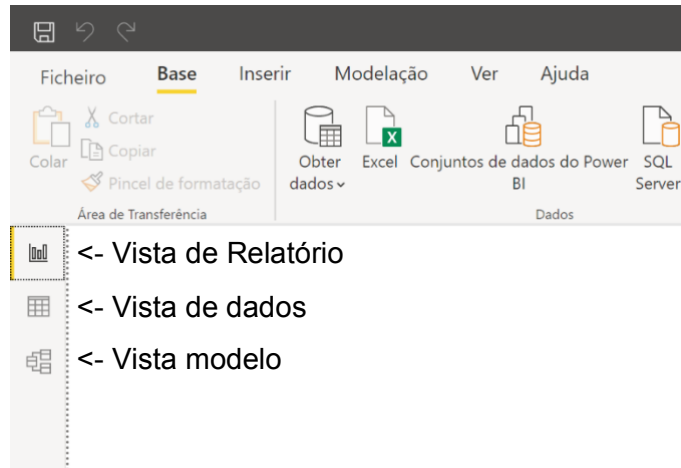 Ficheiro Base Inserir Modelação Ver Ajuda
Colar
Cortar
Copiar
Pincel de formatação
Área de Transferência
Obter dados
Excel
Conjuntos de dados do Power
BI
SQL
Server
Dados
<- Vista de Relatório
<- Vista de dados
<- Vista modelo